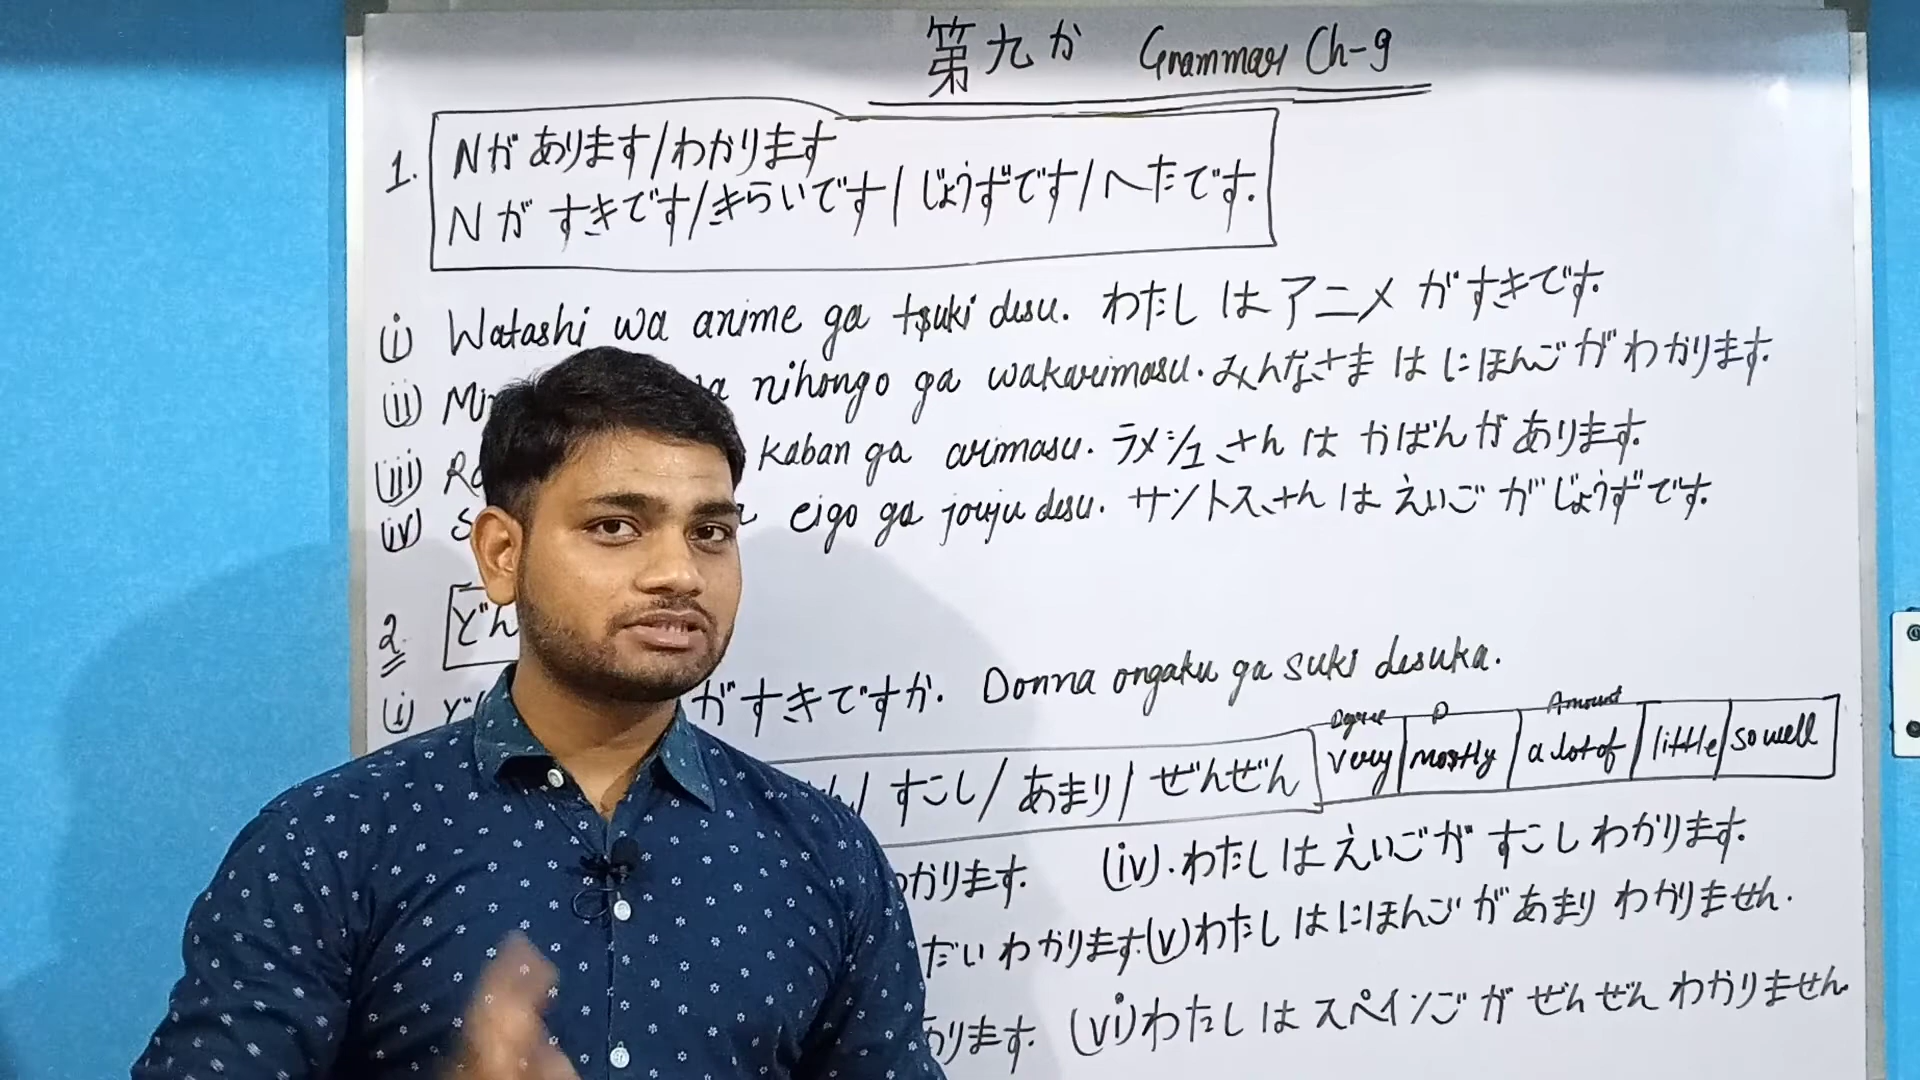 第九か Grammar Ch-9
1. Nが あります/わかります
Nが すきです/きらいです/じょうずです/へたです.
(i) Watashi wa anime ga tsuki desu. わたし は アニメ がすきです.
(ii) nihongo ga wakarimasu. みんなさま は にほんごがわかります.
(iii) kaban ga arimasu. ラメシュさん は かばんがあります.
(iv) eigo ga jouju desu. サントスさん は えいご がじょうずです.
2.
(i) がすきですか. Donna ongaku ga suki desuka.
/すこし/あまり/ぜんぜん
Degree D Amount
very mostly a lot of little so well
わかります. (iv). わたし は えいごが すこし わかります.
だい わかります. (v) わたし は にほんご が あまり わかりません.
あります. (vi) わたし は スペインご が ぜんぜん わかりません.